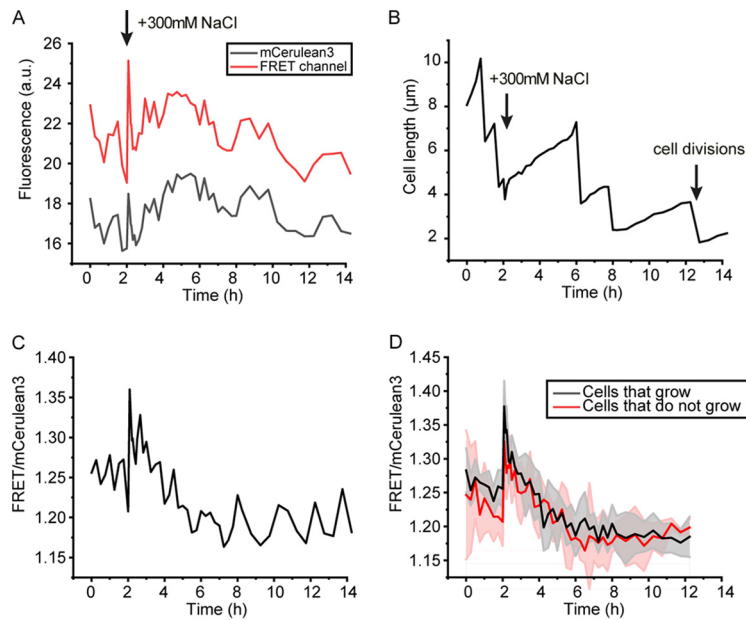 A
+300mM NaCl
mCerulean3
FRET channel
Fluorescence (a.u.)
26
24
22
20
18
16
0 2 4 6 8 10 12 14
Time (h)
B
+300mM NaCl
cell divisions
Cell length (µm)
10
8
6
4
2
0 2 4 6 8 10 12 14
Time (h)
C
FRET/mCerulean3
1.40
1.35
1.30
1.25
1.20
1.15
0 2 4 6 8 10 12 14
Time (h)
D
Cells that grow
Cells that do not grow
FRET/mCerulean3
1.45
1.40
1.35
1.30
1.25
1.20
1.15
0 2 4 6 8 10 12 14
Time (h)